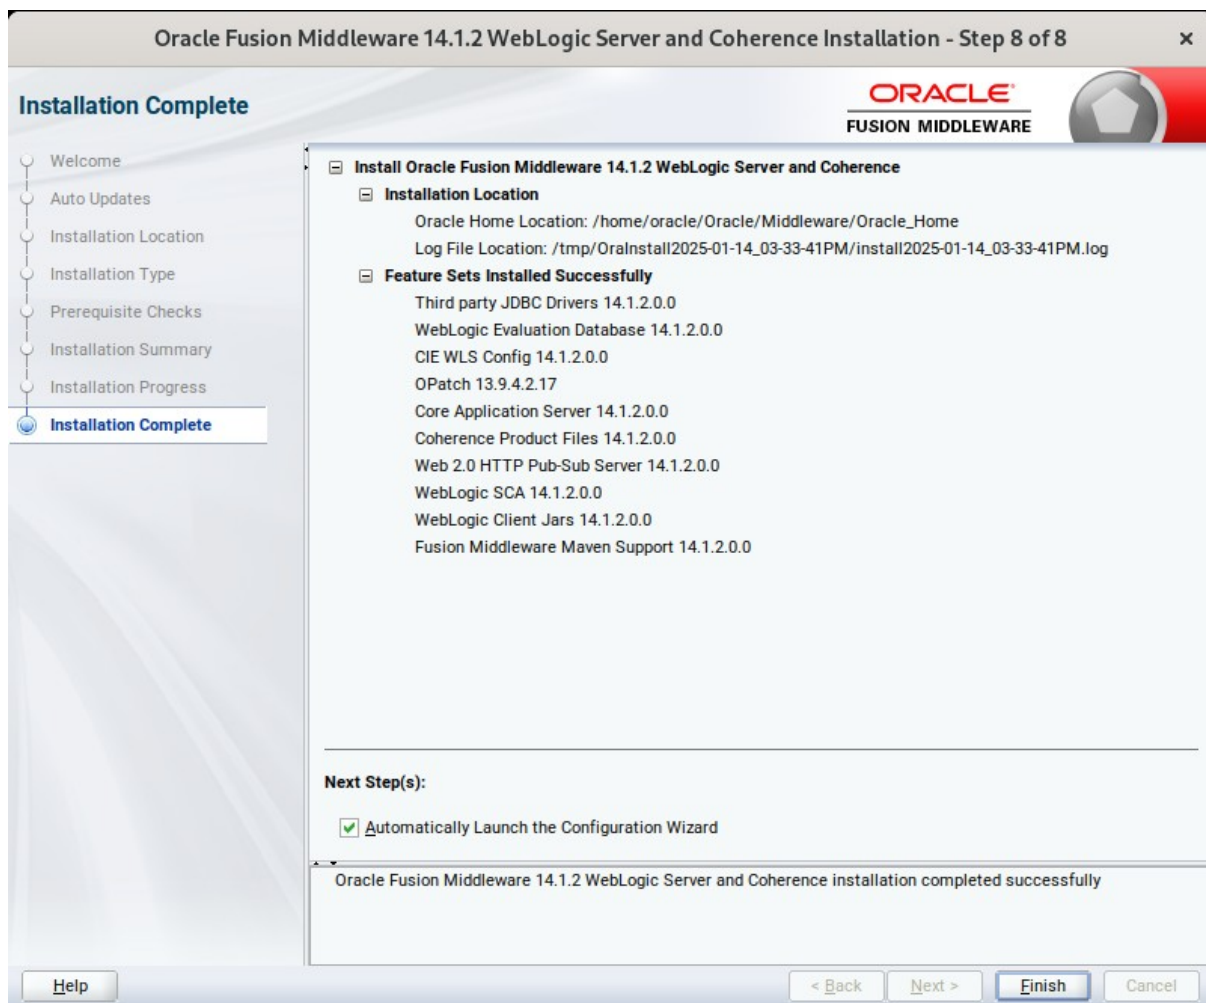 Oracle Fusion Middleware 14.1.2 WebLogic Server and Coherence Installation - Step 8 of 8
Installation Complete
ORACLE
FUSION MIDDLEWARE
Welcome
Auto Updates
Installation Location
Installation Type
Prerequisite Checks
Installation Summary
Installation Progress
Installation Complete
Install Oracle Fusion Middleware 14.1.2 WebLogic Server and Coherence
Installation Location
Oracle Home Location: /home/oracle/Oracle/Middleware/Oracle_Home
Log File Location: /tmp/OraInstall2025-01-14_03-33-41PM/install2025-01-14_03-33-41PM.log
Feature Sets Installed Successfully
Third party JDBC Drivers 14.1.2.0.0
WebLogic Evaluation Database 14.1.2.0.0
CIE WLS Config 14.1.2.0.0
OPatch 13.9.4.2.17
Core Application Server 14.1.2.0.0
Coherence Product Files 14.1.2.0.0
Web 2.0 HTTP Pub-Sub Server 14.1.2.0.0
WebLogic SCA 14.1.2.0.0
WebLogic Client Jars 14.1.2.0.0
Fusion Middleware Maven Support 14.1.2.0.0
Next Step(s):
Automatically Launch the Configuration Wizard
Oracle Fusion Middleware 14.1.2 WebLogic Server and Coherence installation completed successfully
Help
< Back
Next >
Finish
Cancel